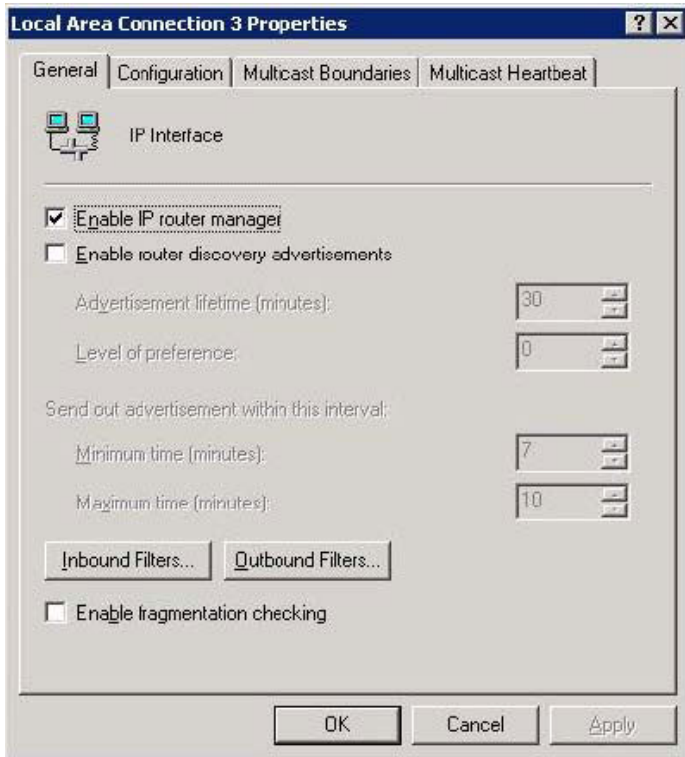 Local Area Connection 3 Properties
General Configuration Multicast Boundaries Multicast Heartbeat
IP Interface
Enable IP router manager
Enable router discovery advertisements
Advertisement lifetime (minutes): 30
Level of preference: 0
Send out advertisement within this interval:
Minimum time (minutes): 7
Maximum time (minutes): 10
Inbound Filters... Outbound Filters...
Enable fragmentation checking
OK Cancel Apply